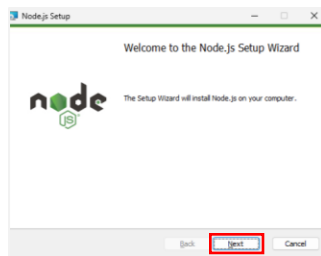 Node.js Setup
Welcome to the Node.js Setup Wizard
node
JS
The Setup Wizard will install Node.js on your computer.
Back Next Cancel